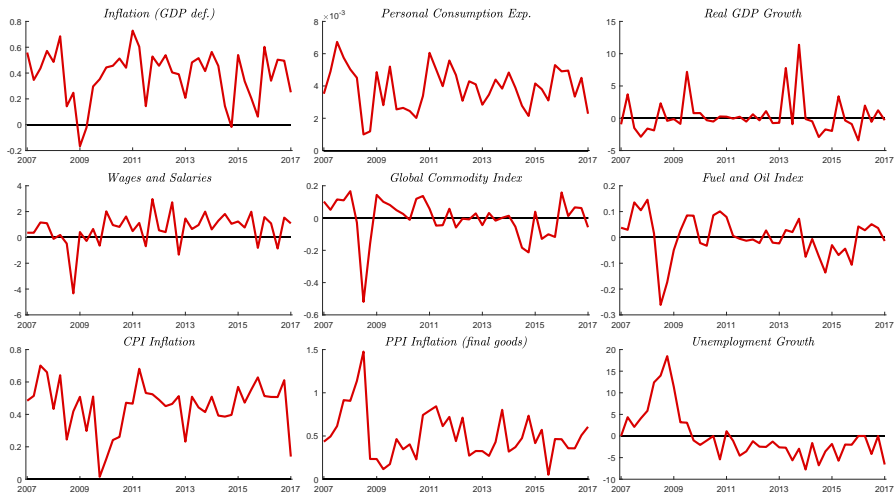 Inflation (GDP def.)
0.8
0.6
0.4
0.2
0
-0.2
2007 2009 2011 2013 2015 2017
Personal Consumption Exp.
×10⁻³
8
6
4
2
0
2007 2009 2011 2013 2015 2017
Real GDP Growth
15
10
5
0
-5
2007 2009 2011 2013 2015 2017
Wages and Salaries
4
2
0
-2
-4
-6
2007 2009 2011 2013 2015 2017
Global Commodity Index
0.2
0
-0.2
-0.4
-0.6
2007 2009 2011 2013 2015 2017
Fuel and Oil Index
0.2
0.1
0
-0.1
-0.2
-0.3
2007 2009 2011 2013 2015 2017
CPI Inflation
0.8
0.6
0.4
0.2
0
2007 2009 2011 2013 2015 2017
PPI Inflation (final goods)
1.5
1
0.5
0
2007 2009 2011 2013 2015 2017
Unemployment Growth
20
15
10
5
0
-5
-10
2007 2009 2011 2013 2015 2017